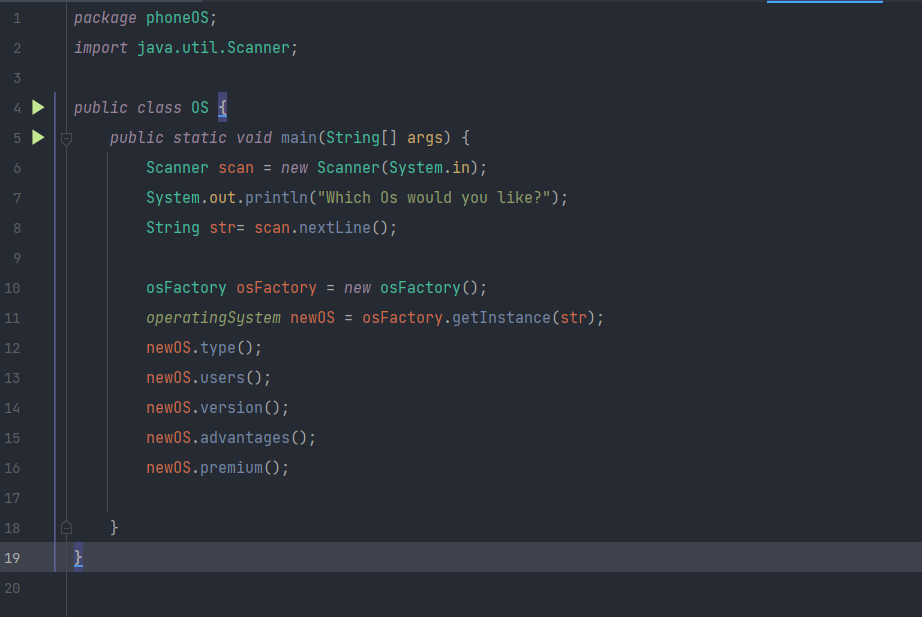 1 package phoneOS;
2 import java.util.Scanner;
3
4 public class OS {
5 public static void main(String[] args) {
6 Scanner scan = new Scanner(System.in);
7 System.out.println("Which Os would you like?");
8 String str= scan.nextLine();
9
10 osFactory osFactory = new osFactory();
11 operatingSystem newOS = osFactory.getInstance(str);
12 newOS.type();
13 newOS.users();
14 newOS.version();
15 newOS.advantages();
16 newOS.premium();
17
18 }
19 }
20